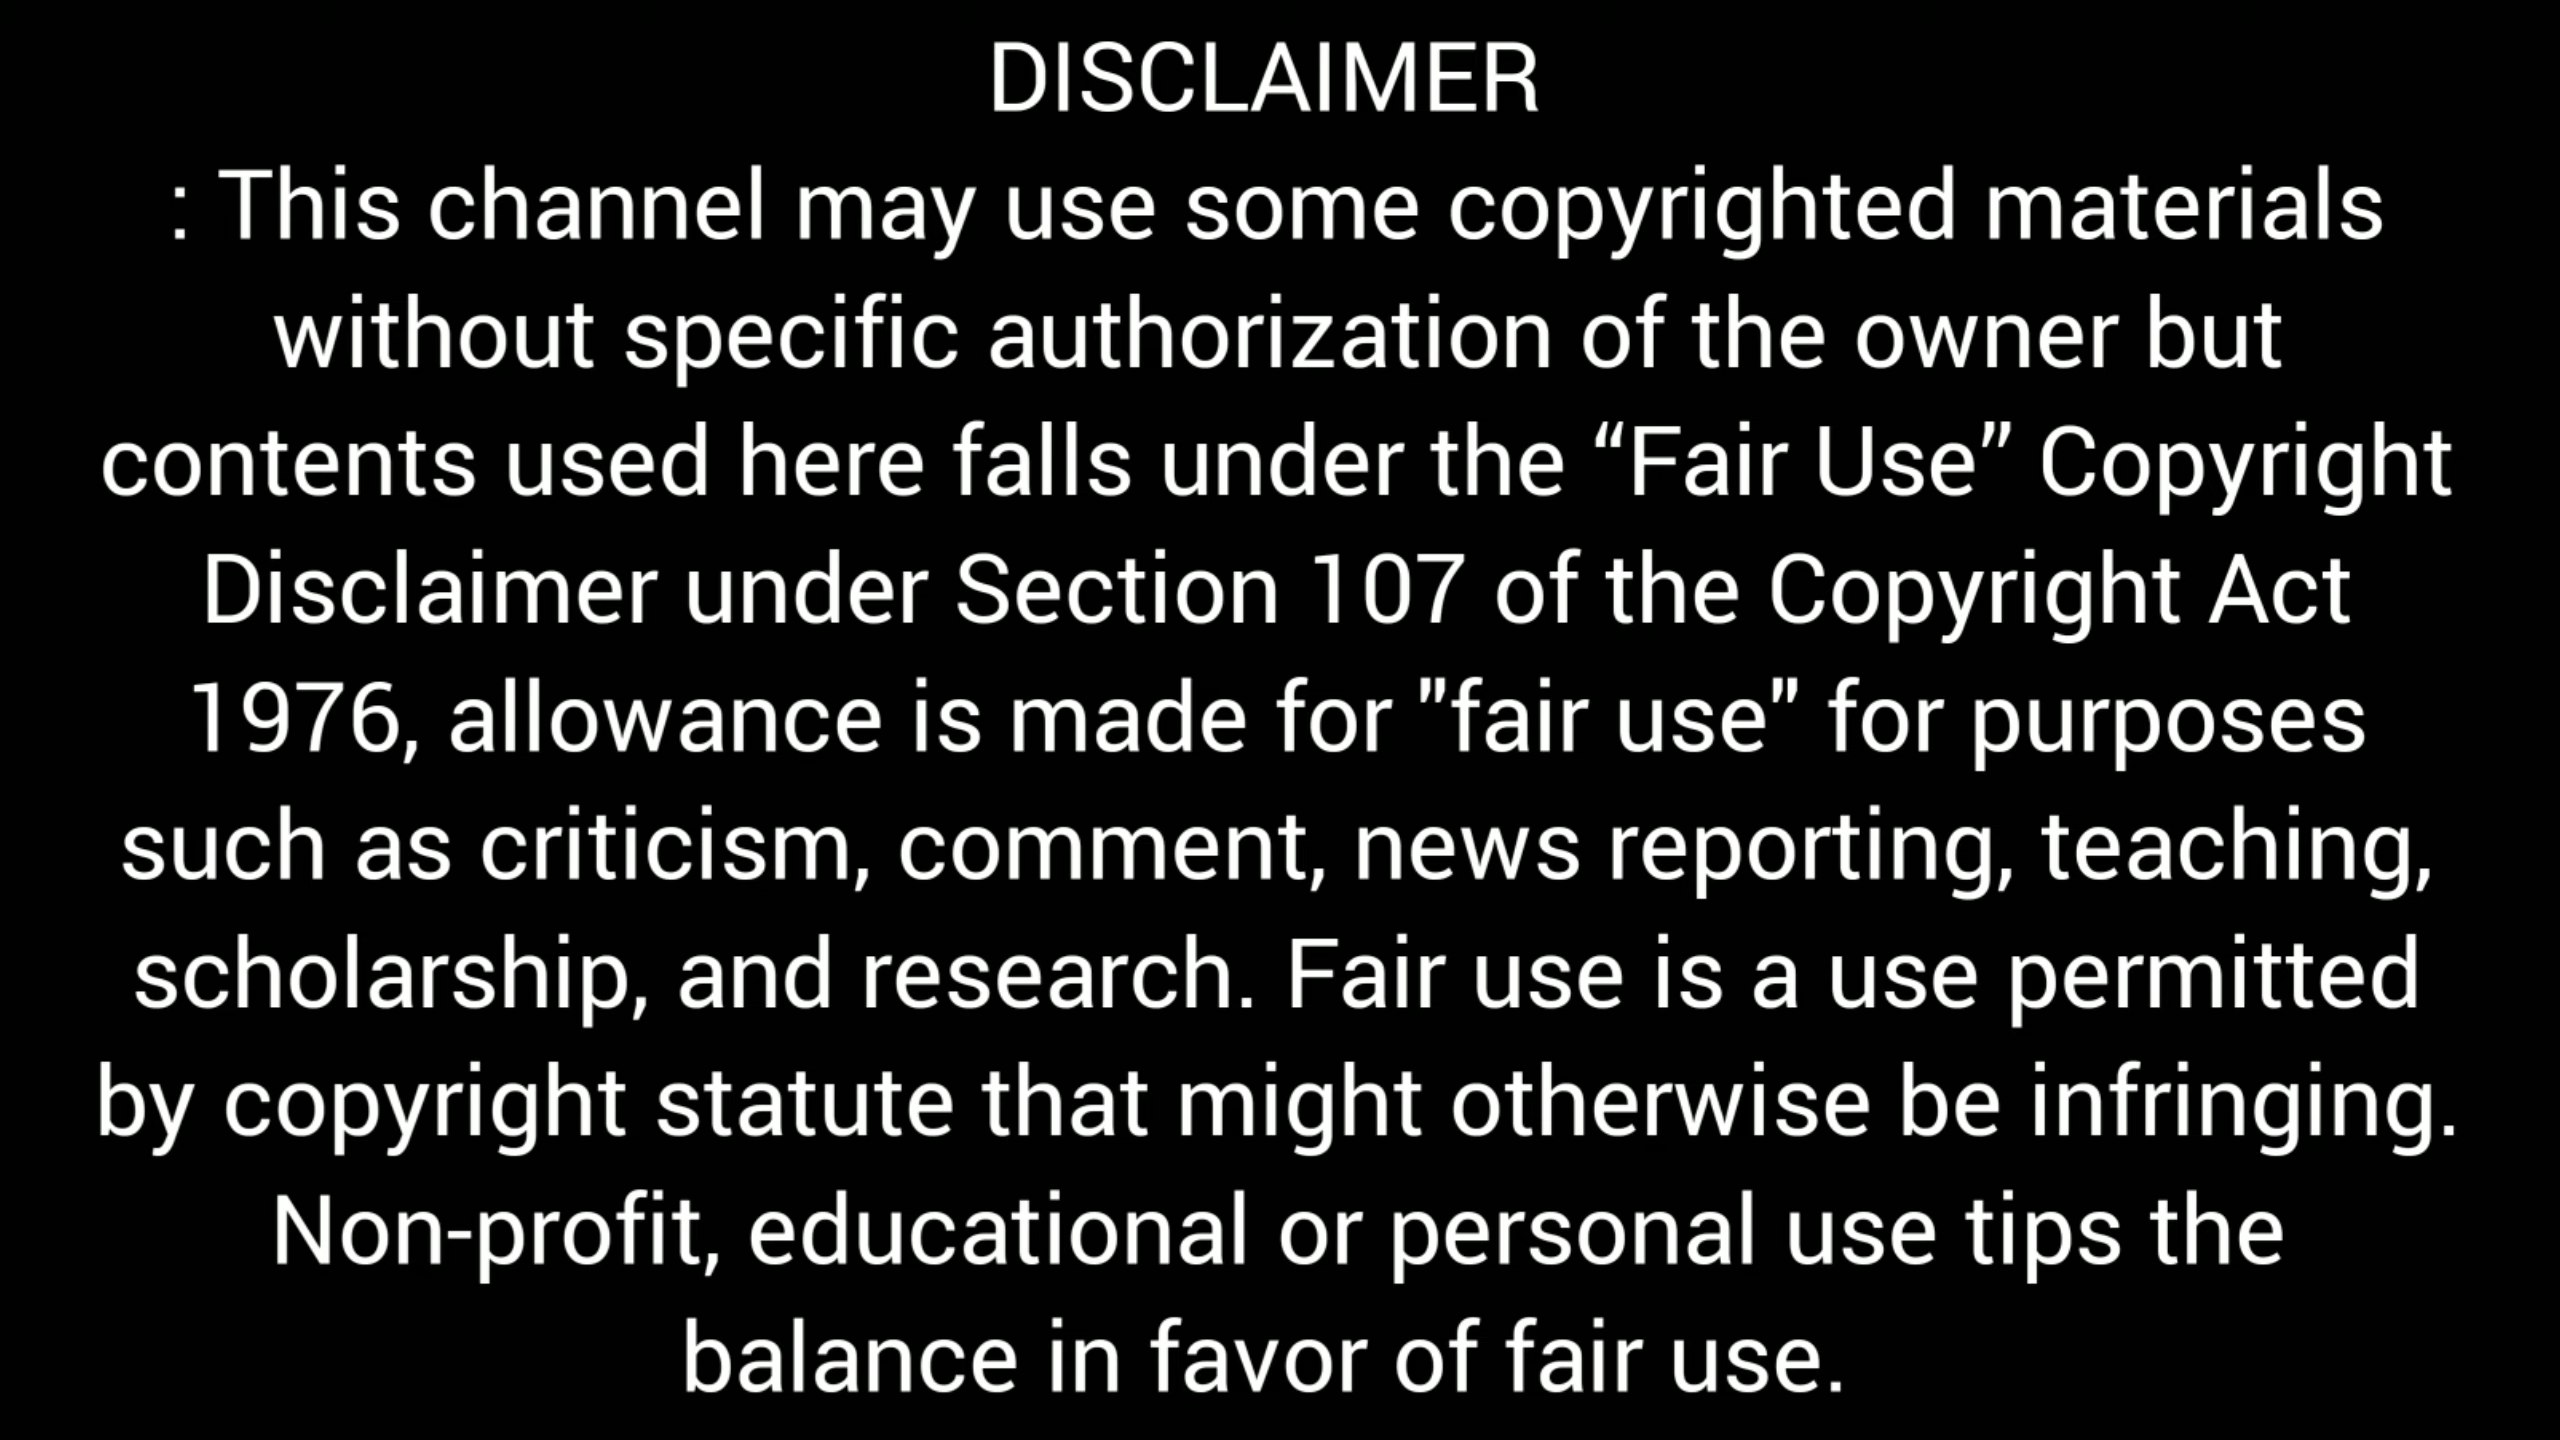 DISCLAIMER
: This channel may use some copyrighted materials
without specific authorization of the owner but
contents used here falls under the “Fair Use” Copyright
Disclaimer under Section 107 of the Copyright Act
1976, allowance is made for "fair use" for purposes
such as criticism, comment, news reporting, teaching,
scholarship, and research. Fair use is a use permitted
by copyright statute that might otherwise be infringing.
Non-profit, educational or personal use tips the
balance in favor of fair use.